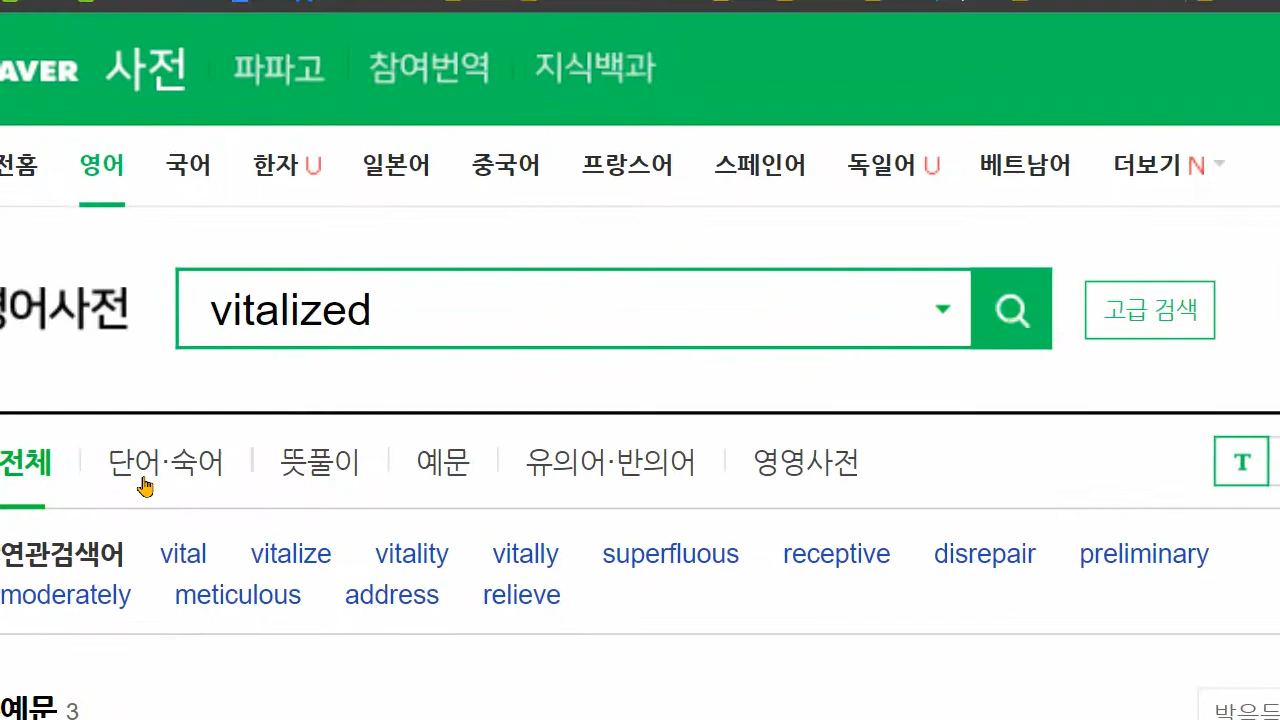 AVER 사전 파파고 참여번역 지식백과
전홈 영어 국어 한자 U 일본어 중국어 프랑스어 스페인어 독일어 U 베트남어 더보기 N
영어사전 vitalized 고급 검색
전체 단어·숙어 뜻풀이 예문 유의어·반의어 영영사전 T
연관검색어 vital vitalize vitality vitally superfluous receptive disrepair preliminary
moderately meticulous address relieve
예문 3